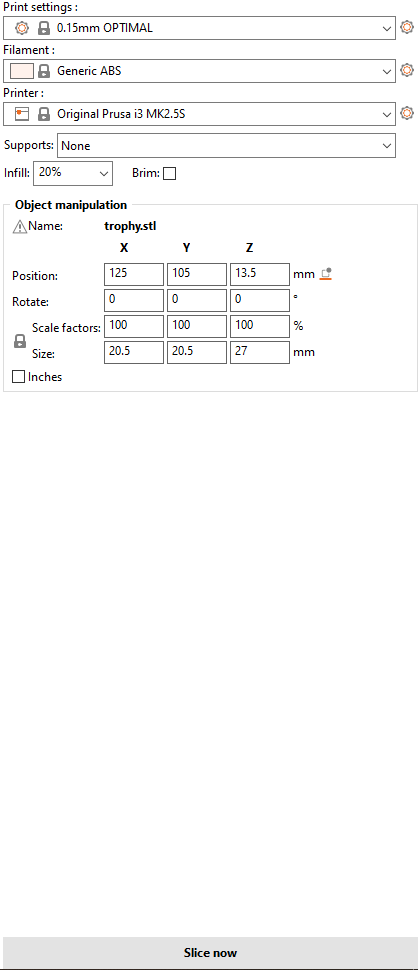 Print settings :
0.15mm OPTIMAL
Filament :
Generic ABS
Printer :
Original Prusa i3 MK2.5S
Supports: None
Infill: 20% Brim:
Object manipulation
Name: trophy.stl
X Y Z
Position: 125 105 13.5 mm
Rotate: 0 0 0 °
Scale factors: 100 100 100 %
Size: 20.5 20.5 27 mm
Inches
Slice now